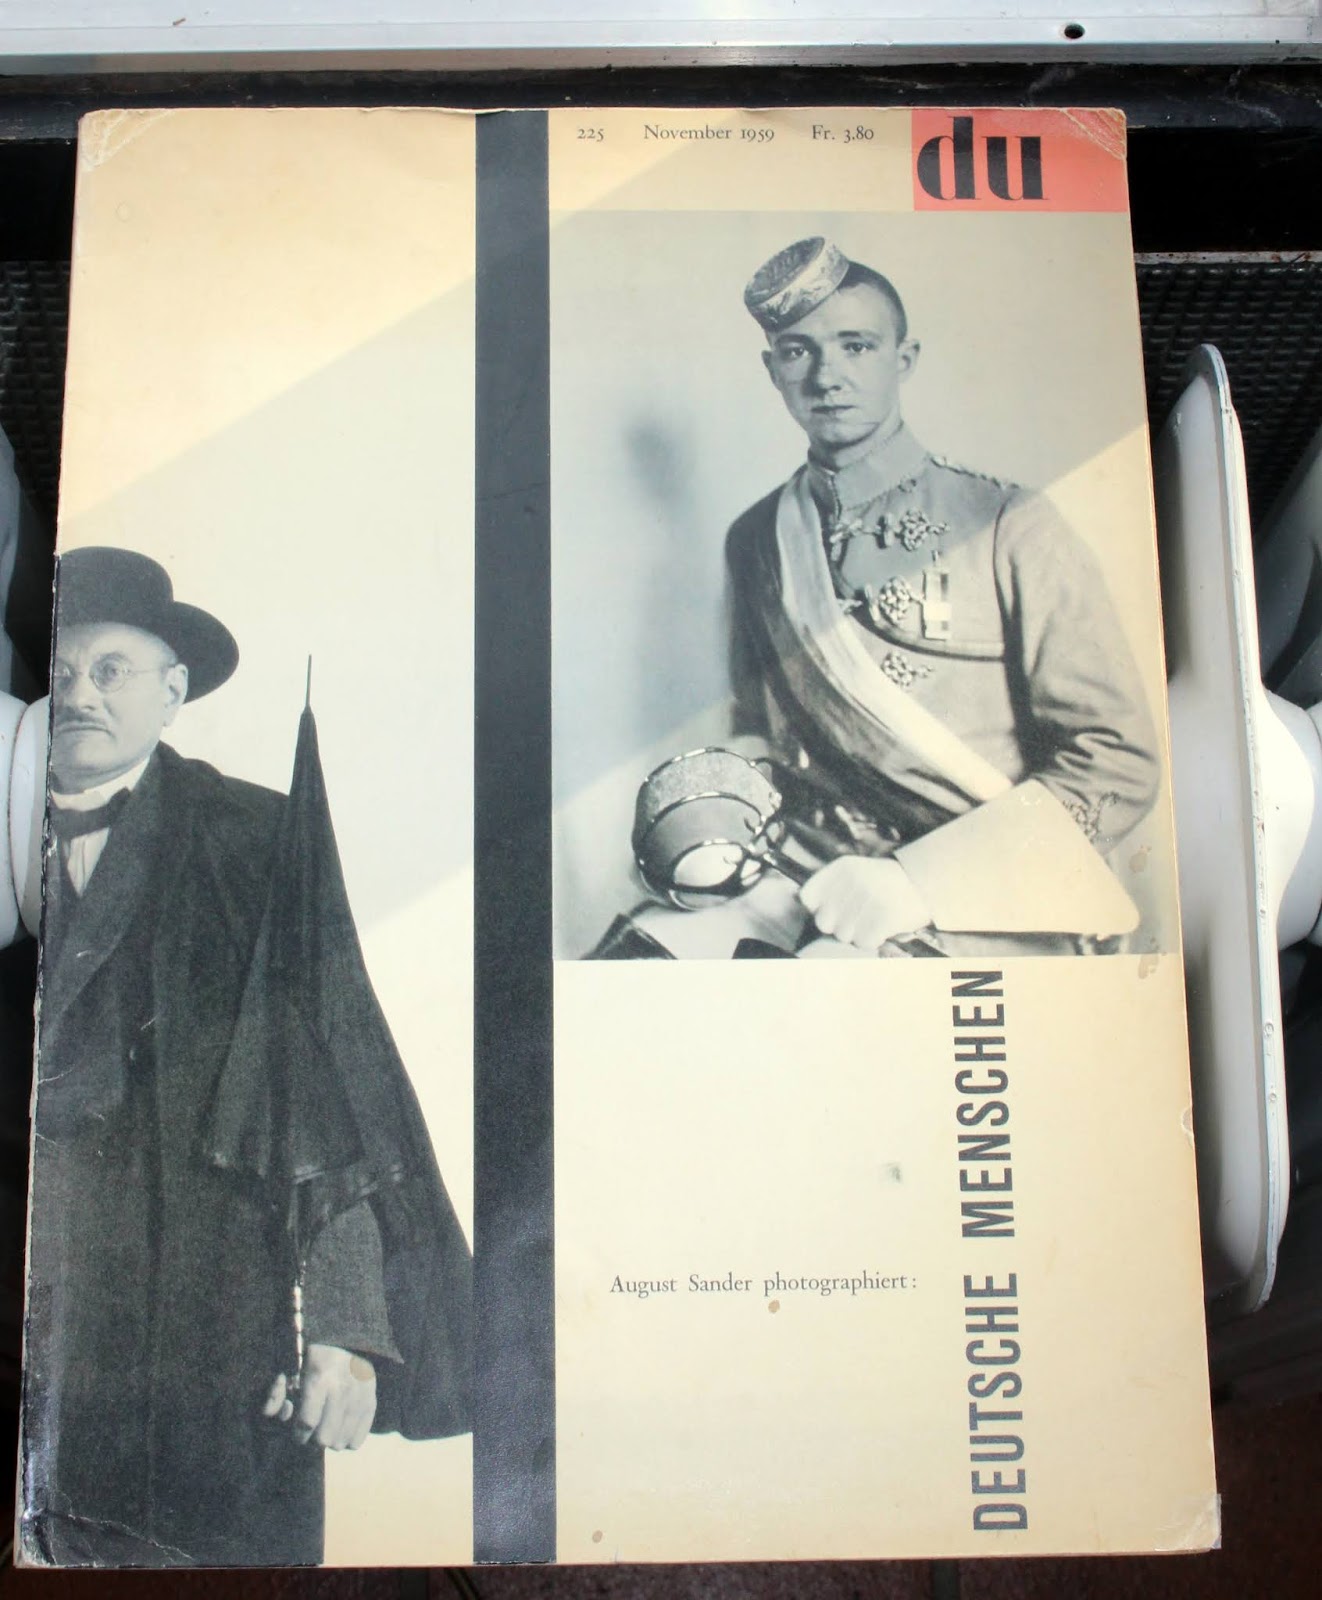 225 November 1959 Fr. 3.80
du
August Sander photographiert:
DEUTSCHE MENSCHEN